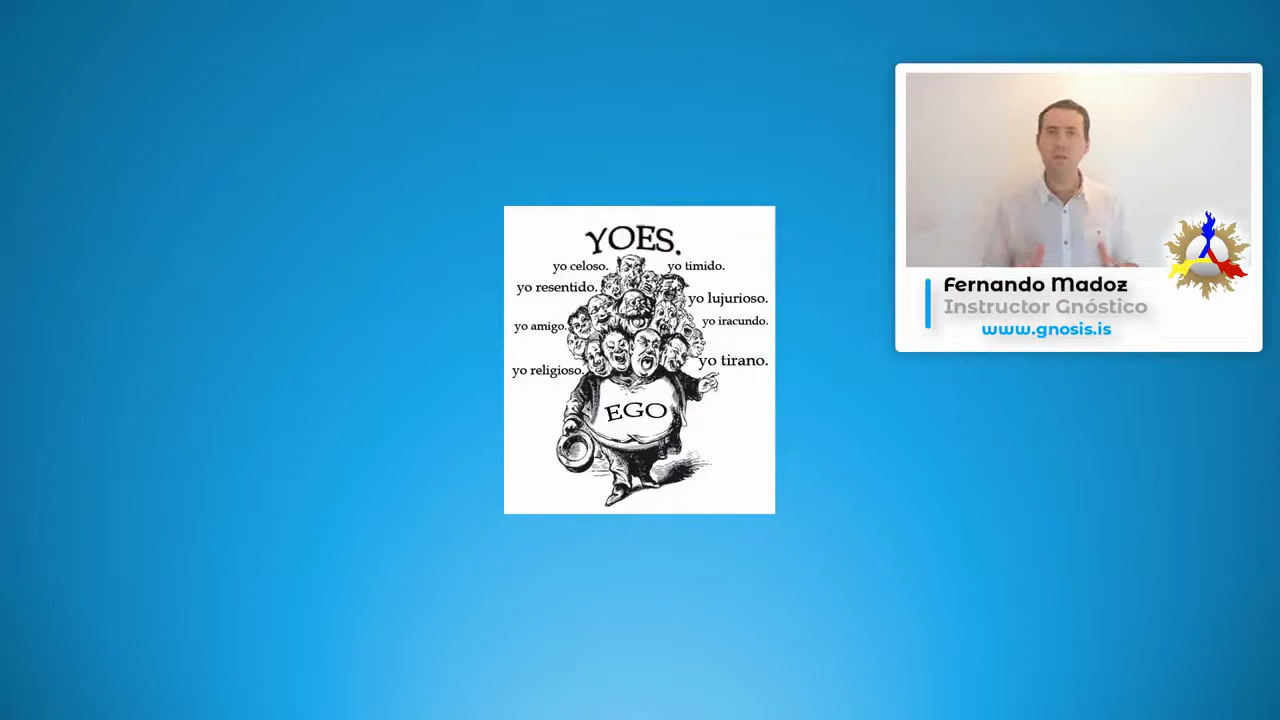 YOES.
yo celoso.
yo timido.
yo resentido.
yo lujurioso.
yo amigo.
yo iracundo.
yo religioso.
yo tirano.
EGO
Fernando Madoz
Instructor Gnóstico
www.gnosis.is